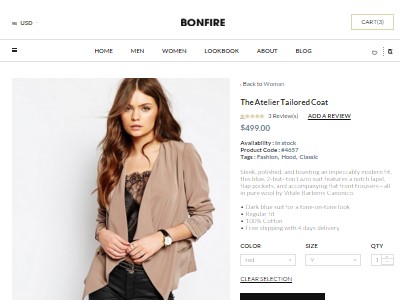 USD
BONFIRE
CART(3)
HOME MEN WOMEN LOOKBOOK ABOUT BLOG
Back to Woman
The Atelier Tailored Coat
3 Review(s) ADD A REVIEW
$499.00
Availability : In stock
Product Code : #4657
Tags : Fashion, Hood, Classic
Sleek, polished, and boasting an impeccably modern fit,
this blue, 2-button Lazio suit features a notch lapel,
flap pockets, and accompanying flat front trousers—all
in pure wool by Vitale Barberis Canonico.
• Dark blue suit for a tone-on-tone look
• Regular fit
• 100% Cotton
• Free shipping with 4 days delivery
COLOR SIZE QTY
red 1
CLEAR SELECTION